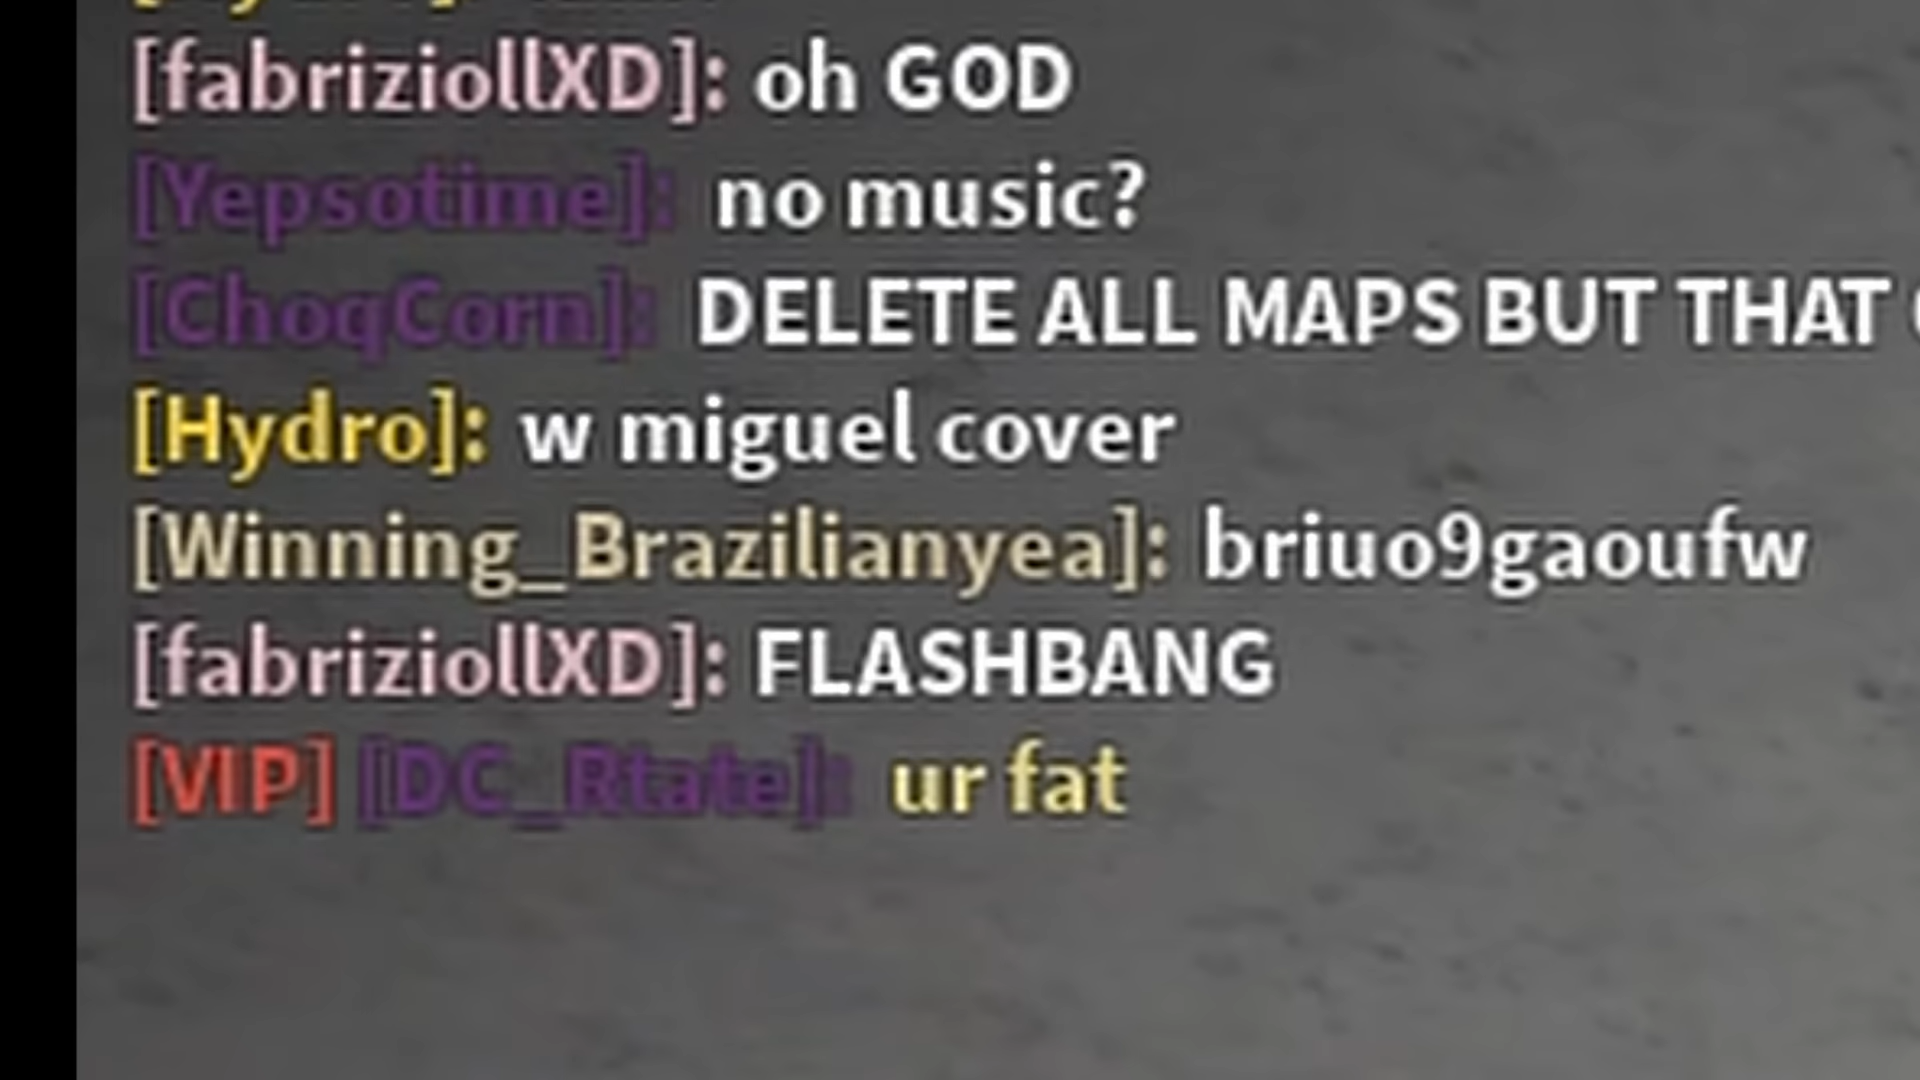 [fabriziollXD]: oh GOD
[Yepsotime]: no music?
[ChoqCorn]: DELETE ALL MAPS BUT THAT
[Hydro]: w miguel cover
[Winning_Brazilianyea]: briuo9gaoufw
[fabriziollXD]: FLASHBANG
[VIP] [DC_Rtate]: ur fat